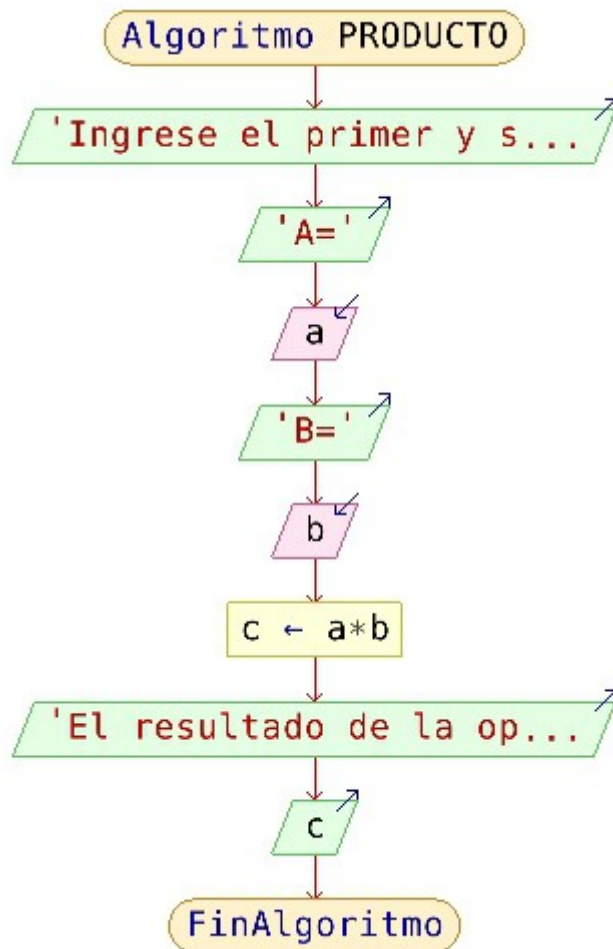 Algoritmo PRODUCTO
'Ingrese el primer y s...
'A='
a
'B='
b
c ← a*b
'El resultado de la op...
c
FinAlgoritmo